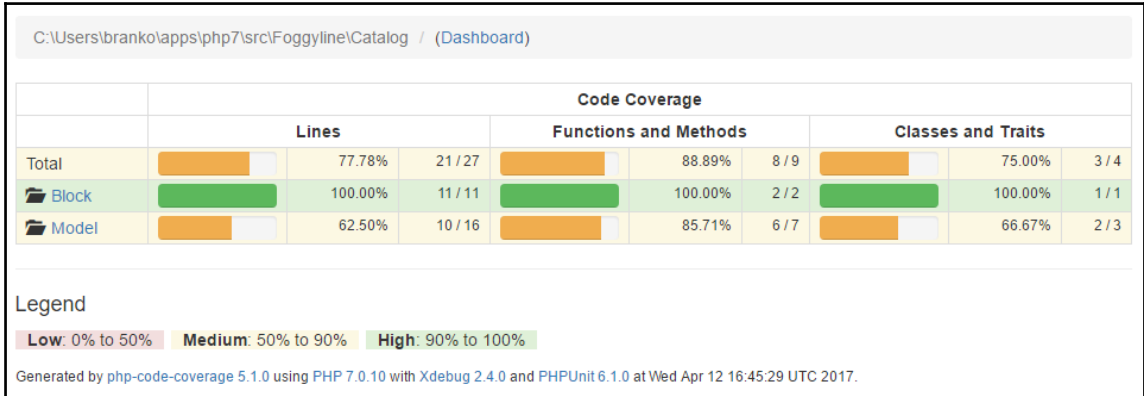 C:\Users\branko\apps\php7\src\Foggyline\Catalog / (Dashboard)
Code Coverage
Lines Functions and Methods Classes and Traits
Total 77.78% 21 / 27 88.89% 8 / 9 75.00% 3 / 4
Block 100.00% 11 / 11 100.00% 2 / 2 100.00% 1 / 1
Model 62.50% 10 / 16 85.71% 6 / 7 66.67% 2 / 3
Legend
Low: 0% to 50% Medium: 50% to 90% High: 90% to 100%
Generated by php-code-coverage 5.1.0 using PHP 7.0.10 with Xdebug 2.4.0 and PHPUnit 6.1.0 at Wed Apr 12 16:45:29 UTC 2017.